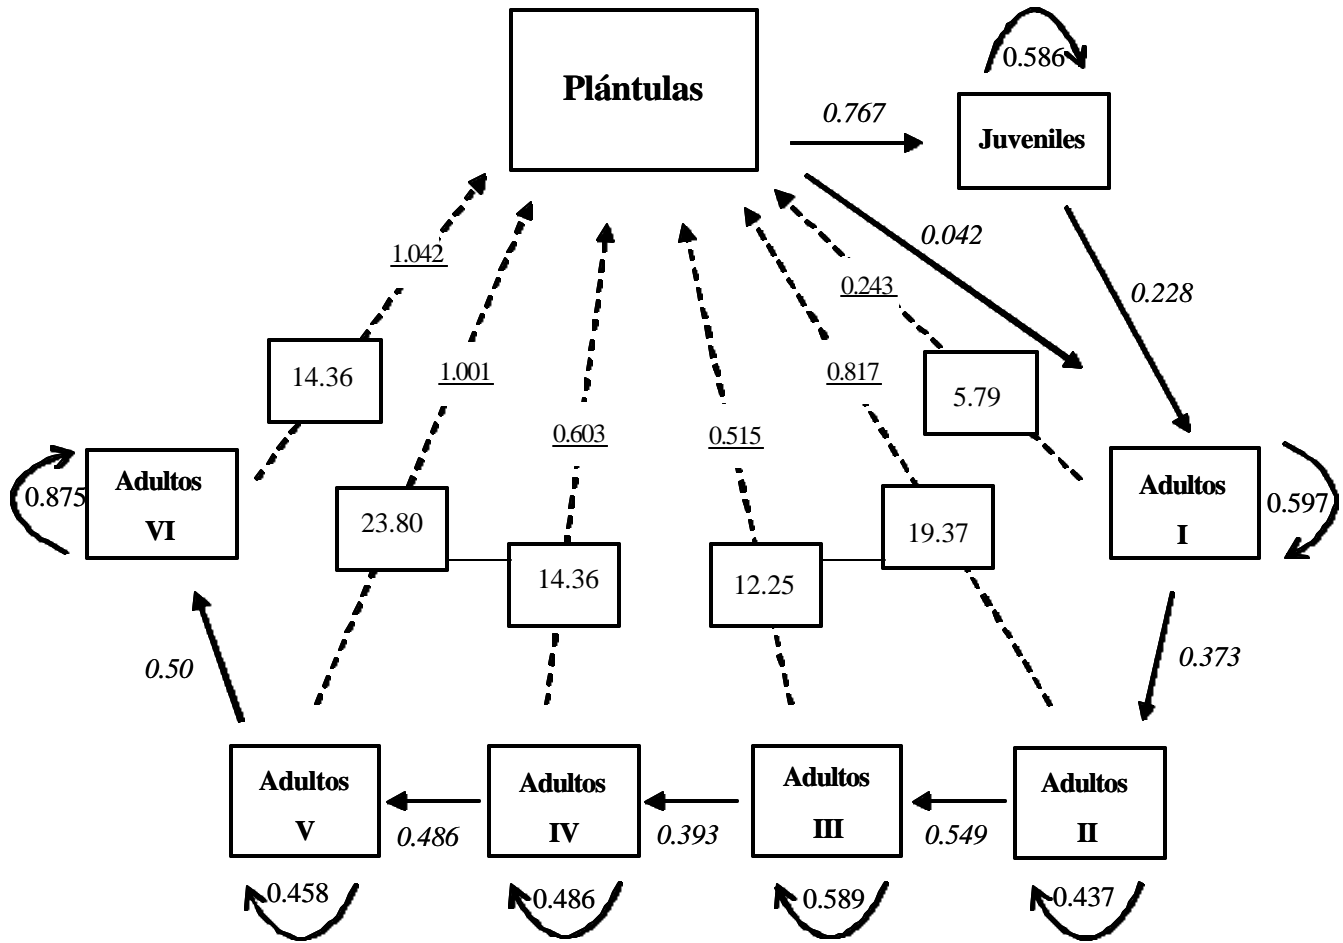 0.586
Plántulas
0.767
Juveniles
0.042
1.042
0.243
0.228
14.36
1.001
0.817
5.79
0.603
0.515
Adultos
VI
0.875
Adultos
I
0.597
23.80
19.37
14.36
12.25
0.50
0.373
Adultos
V
Adultos
IV
Adultos
III
Adultos
II
0.486
0.393
0.549
0.458
0.486
0.589
0.437